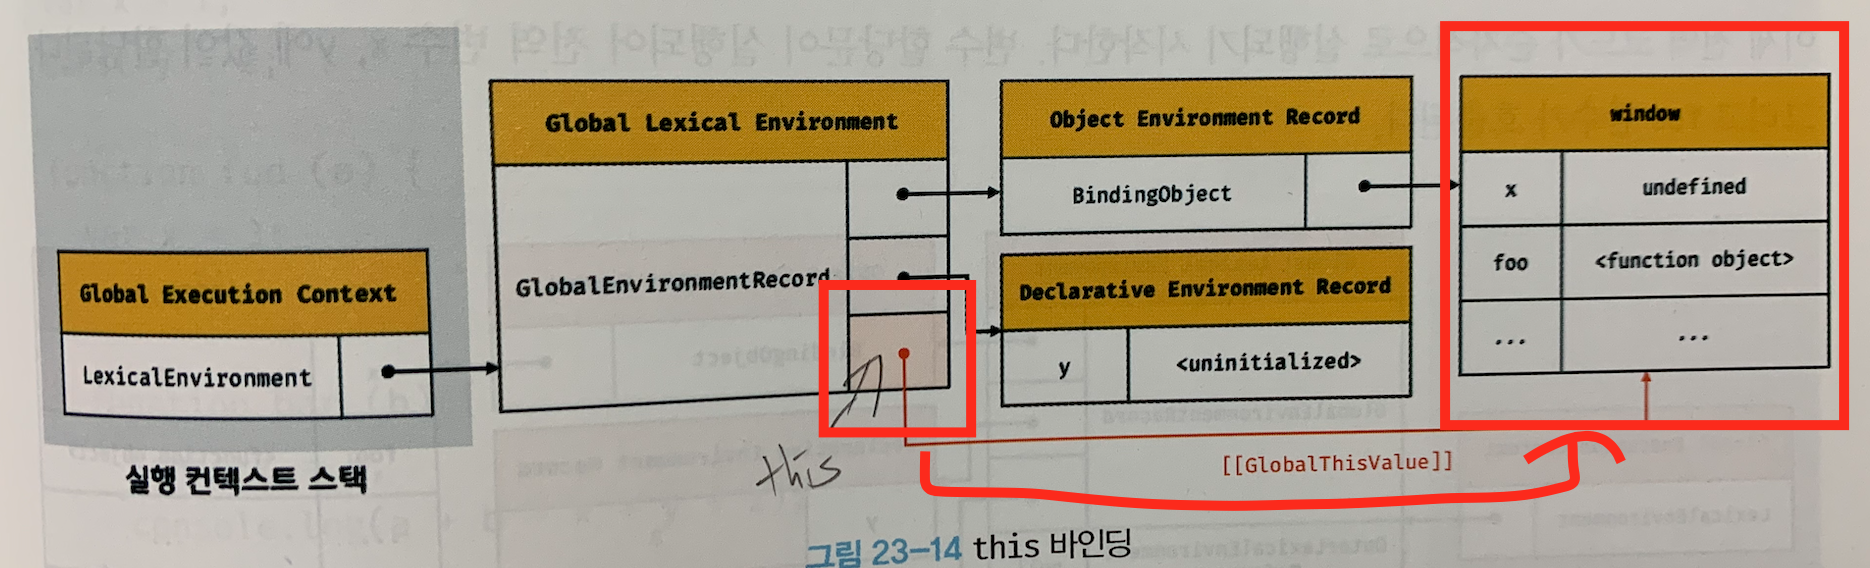 Global Execution Context
LexicalEnvironment
실행 컨텍스트 스택
Global Lexical Environment
GlobalEnvironmentRecord
Object Environment Record
BindingObject
Declarative Environment Record
y
<uninitialized>
window
x
undefined
foo
<function object>
...
...
this
[[GlobalThisValue]]
그림 23-14 this 바인딩